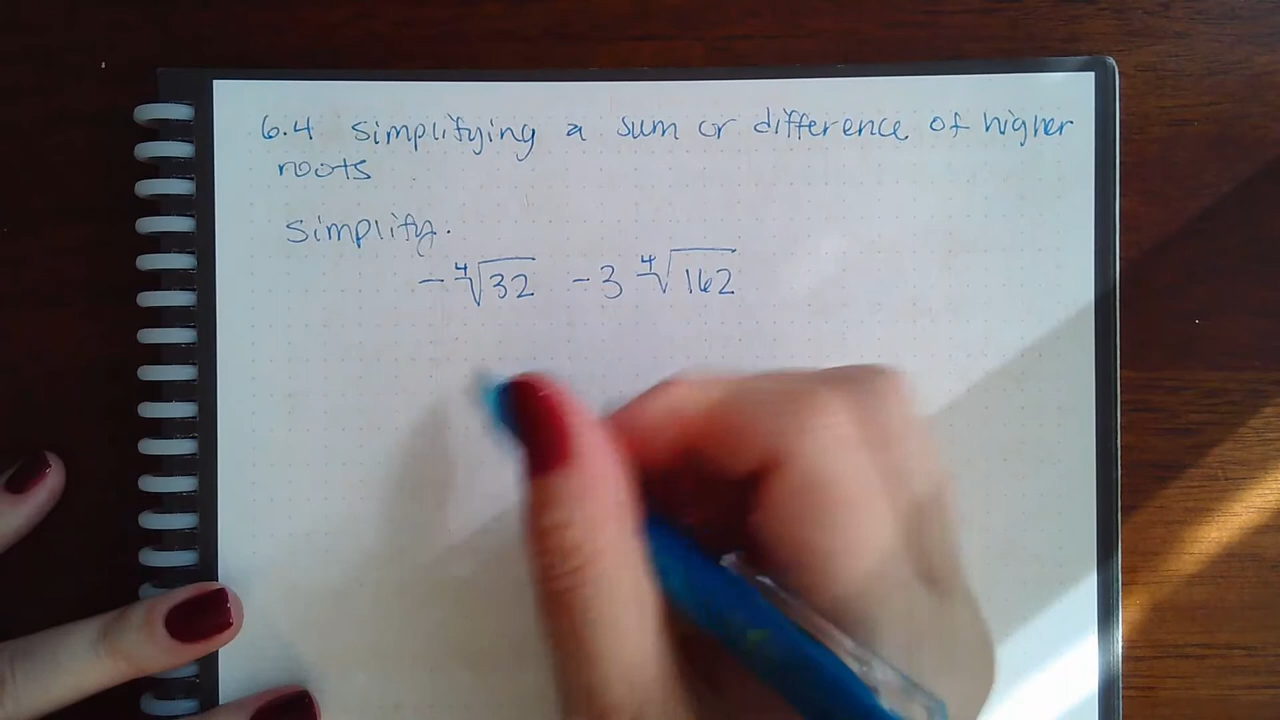 6.4 simplifying a sum or difference of higher
roots
simplify.
-∜32 -3 ∜162